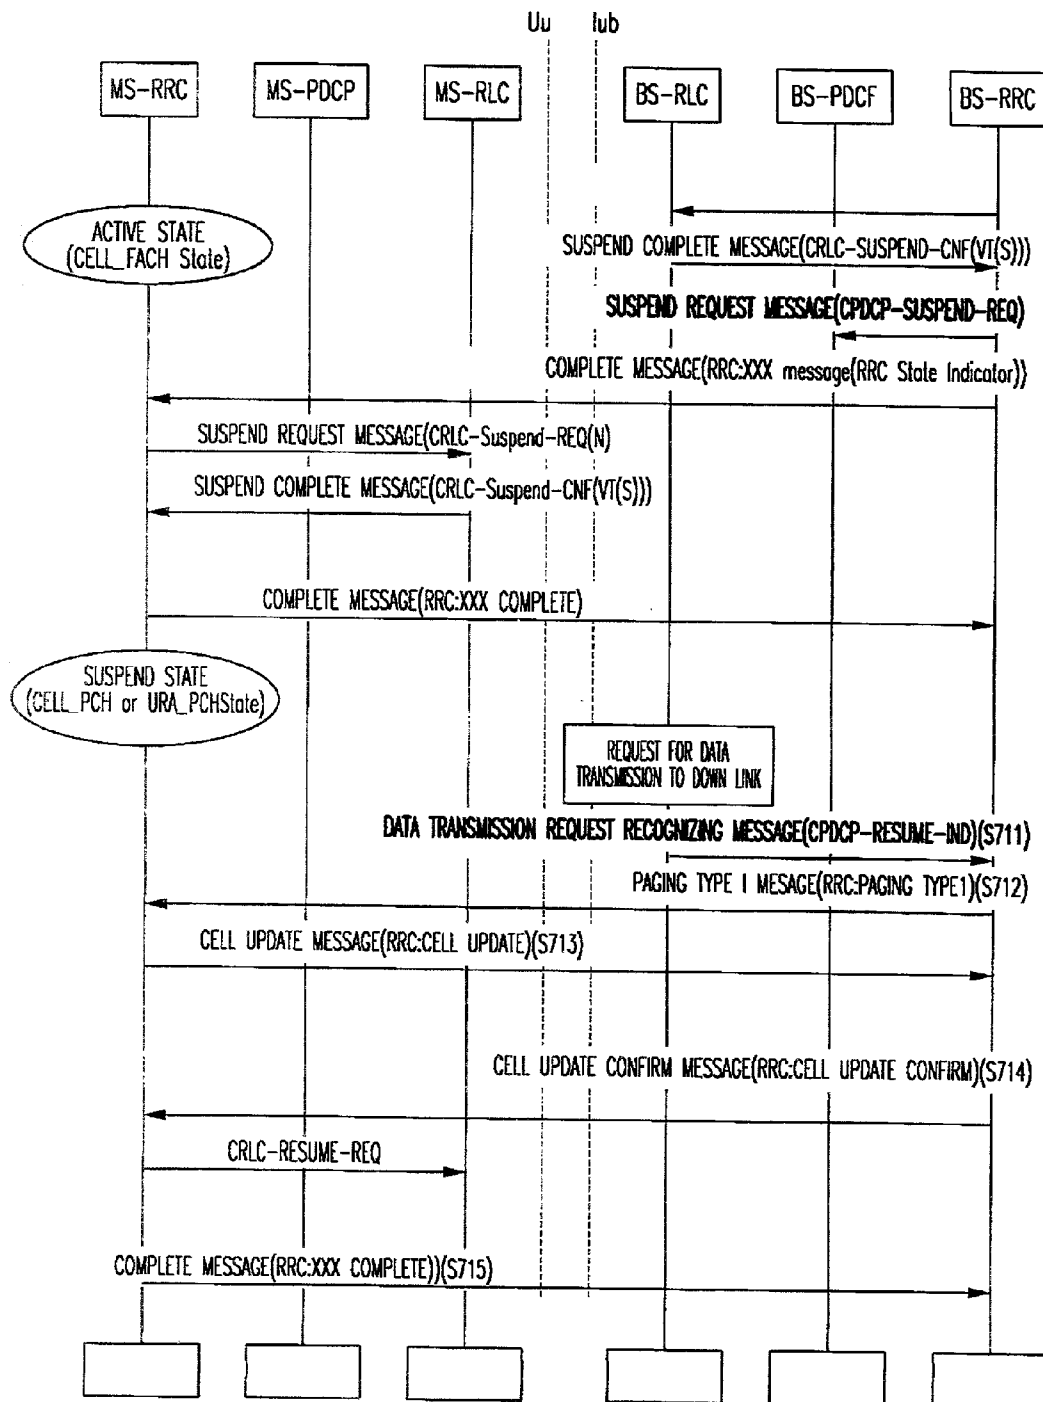 Uu
Iub
MS-RRC
MS-PDCP
MS-RLC
BS-RLC
BS-PDCF
BS-RRC
ACTIVE STATE
(CELL_FACH State)
SUSPEND COMPLETE MESSAGE(CRLC-SUSPEND-CNF(VT(S)))
SUSPEND REQUEST MESSAGE(CPDCP-SUSPEND-REQ)
COMPLETE MESSAGE(RRC:XXX message(RRC State Indicator))
SUSPEND REQUEST MESSAGE(CRLC-Suspend-REQ(N)
SUSPEND COMPLETE MESSAGE(CRLC-Suspend-CNF(VT(S)))
COMPLETE MESSAGE(RRC:XXX COMPLETE)
SUSPEND STATE
(CELL_PCH or URA_PCHState)
REQUEST FOR DATA
TRANSMISSION TO DOWN LINK
DATA TRANSMISSION REQUEST RECOGNIZING MESSAGE(CPDCP-RESUME-IND)(S711)
PAGING TYPE I MESAGE(RRC:PAGING TYPE1)(S712)
CELL UPDATE MESSAGE(RRC:CELL UPDATE)(S713)
CELL UPDATE CONFIRM MESSAGE(RRC:CELL UPDATE CONFIRM)(S714)
CRLC-RESUME-REQ
COMPLETE MESSAGE(RRC:XXX COMPLETE))(S715)